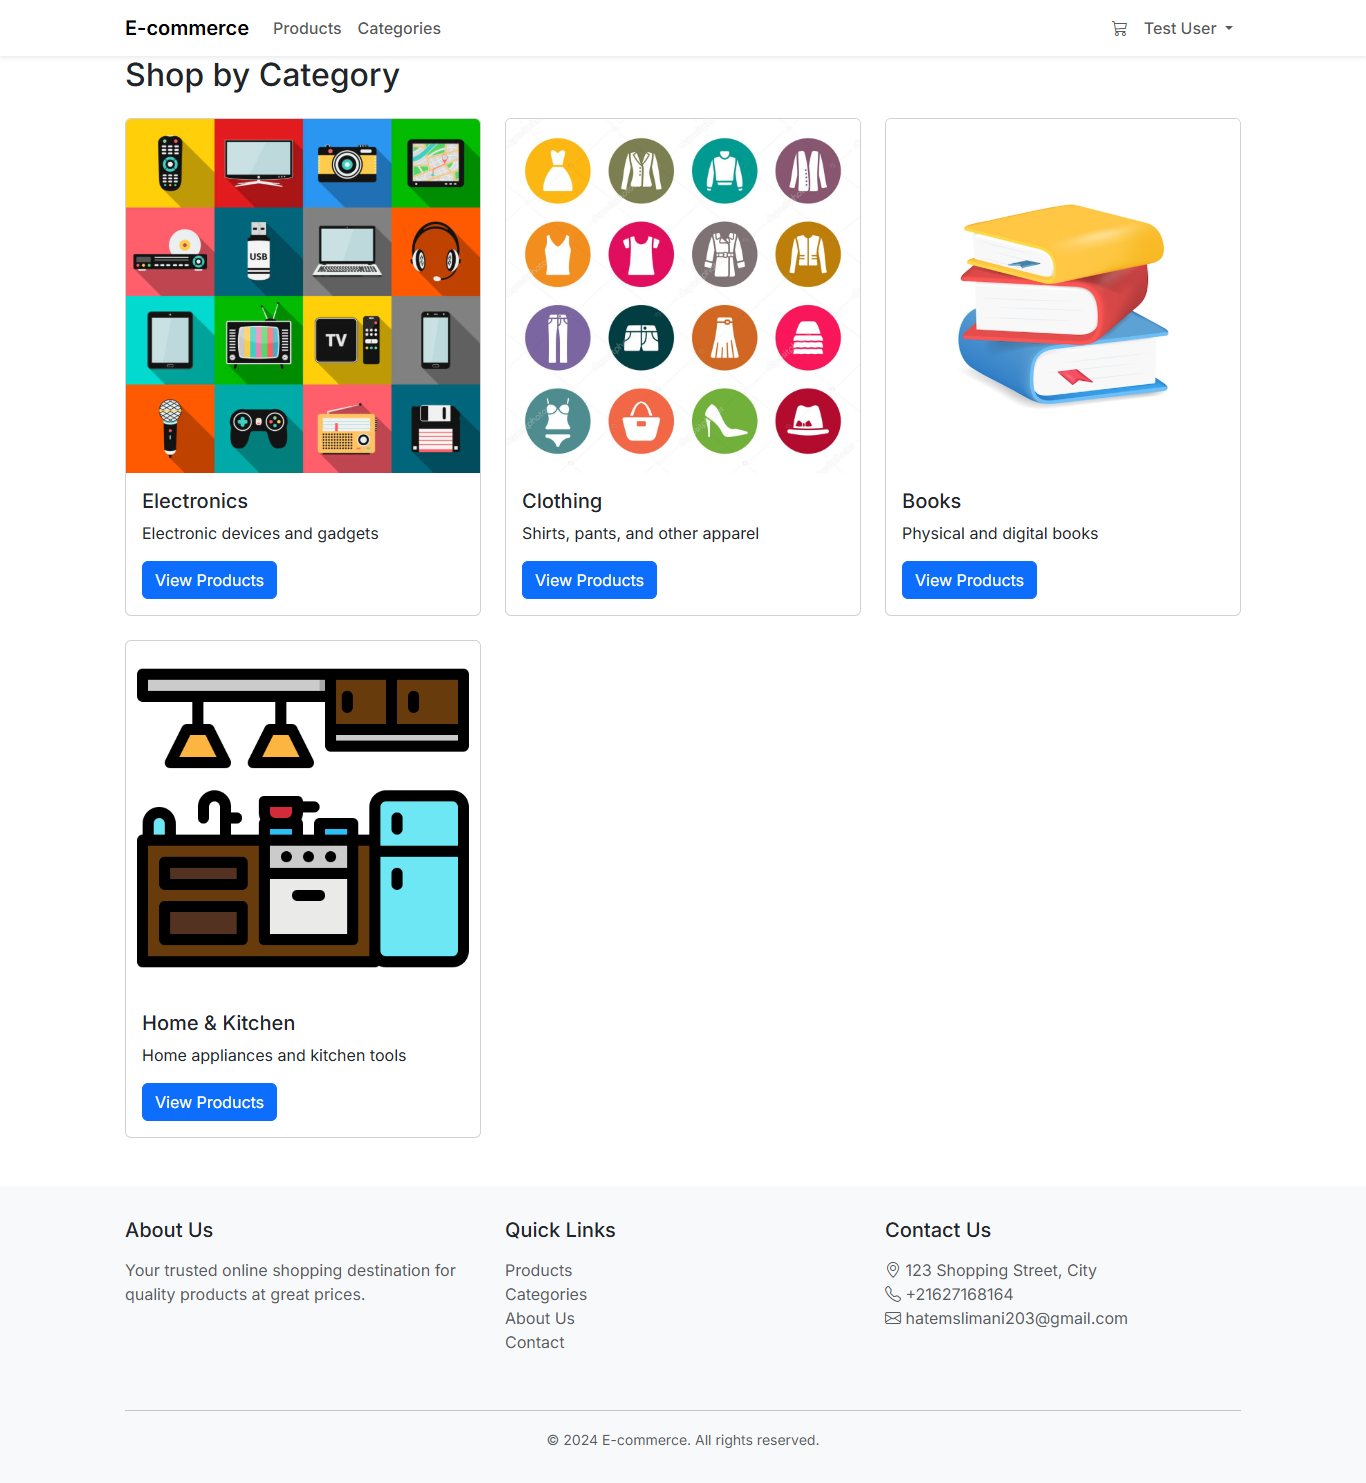 E-commerce Products Categories Test User
Shop by Category
USB
TV
Electronics
Electronic devices and gadgets
View Products
Clothing
Shirts, pants, and other apparel
View Products
Books
Physical and digital books
View Products
Home & Kitchen
Home appliances and kitchen tools
View Products
About Us
Your trusted online shopping destination for
quality products at great prices.
Quick Links
Products
Categories
About Us
Contact
Contact Us
123 Shopping Street, City
+21627168164
hatemslimani203@gmail.com
© 2024 E-commerce. All rights reserved.